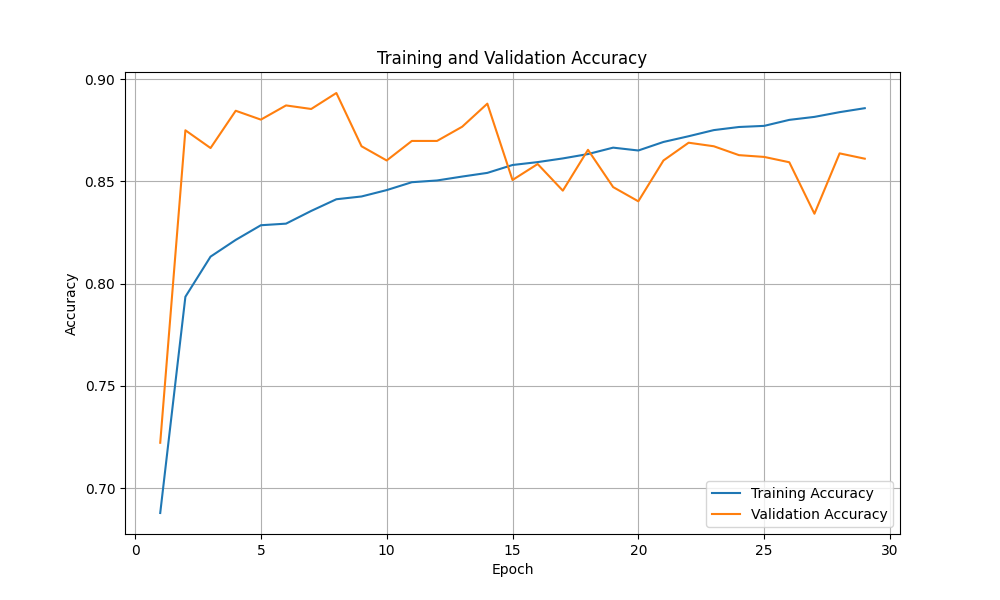 Training and Validation Accuracy
Accuracy
0.90
0.85
0.80
0.75
0.70
0
5
10
15
20
25
30
Epoch
Training Accuracy
Validation Accuracy